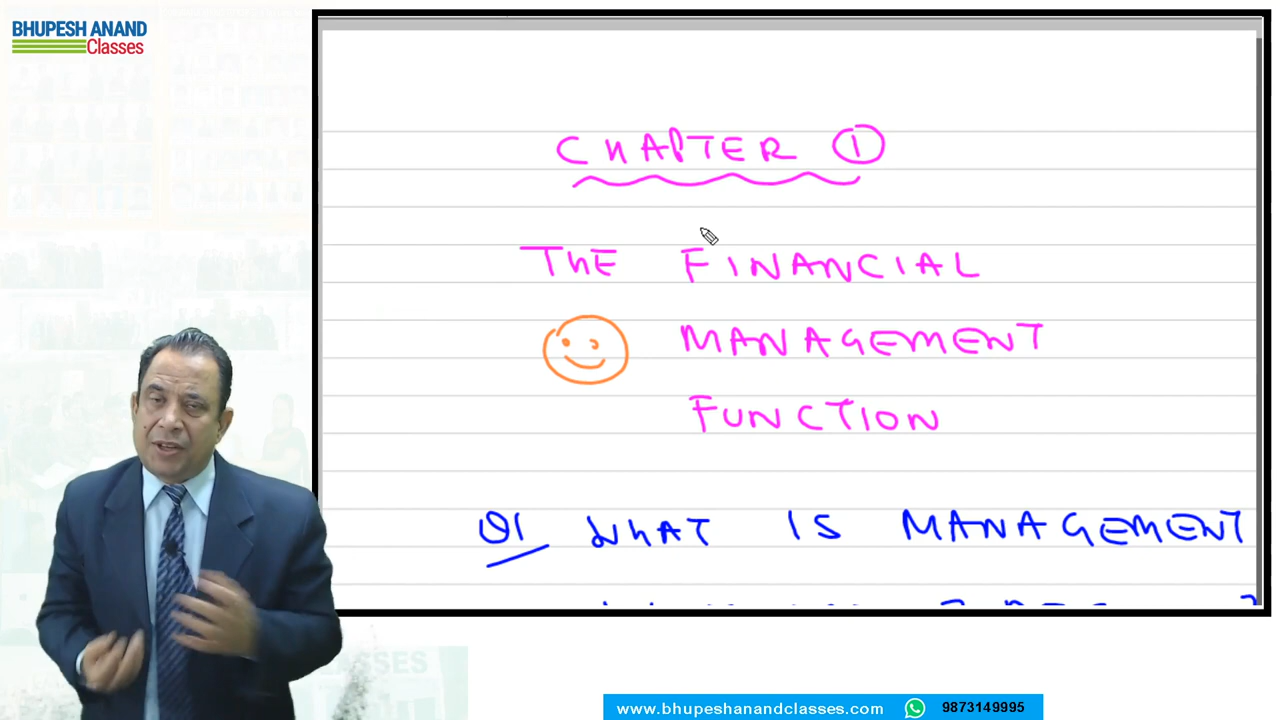 BHUPESH ANAND
Classes
CHAPTER 1
THE FINANCIAL
MANAGEMENT
FUNCTION
Q1 WHAT IS MANAGEMENT
www.bhupeshanandclasses.com 9873149995